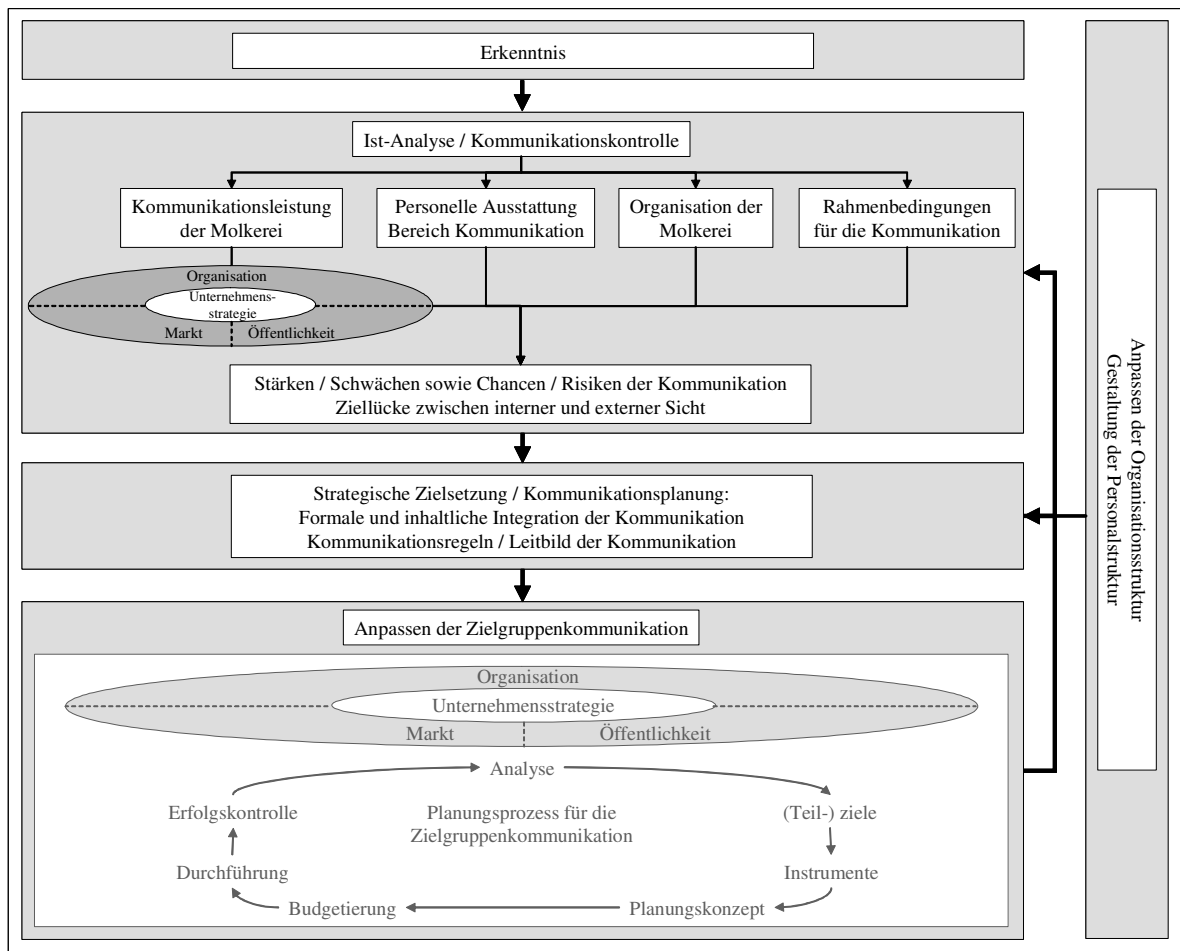 Erkenntnis
Ist-Analyse / Kommunikationskontrolle
Kommunikationsleistung
der Molkerei
Personelle Ausstattung
Bereich Kommunikation
Organisation der
Molkerei
Rahmenbedingungen
für die Kommunikation
Organisation
Unternehmens-
strategie
Markt
Öffentlichkeit
Stärken / Schwächen sowie Chancen / Risiken der Kommunikation
Ziellücke zwischen interner und externer Sicht
Strategische Zielsetzung / Kommunikationsplanung:
Formale und inhaltliche Integration der Kommunikation
Kommunikationsregeln / Leitbild der Kommunikation
Anpassen der Zielgruppenkommunikation
Organisation
Unternehmensstrategie
Markt
Öffentlichkeit
Analyse
Erfolgskontrolle
Planungsprozess für die
Zielgruppenkommunikation
(Teil-) ziele
Durchführung
Instrumente
Budgetierung
Planungskonzept
Anpassen der Organisationsstruktur
Gestaltung der Personalstruktur